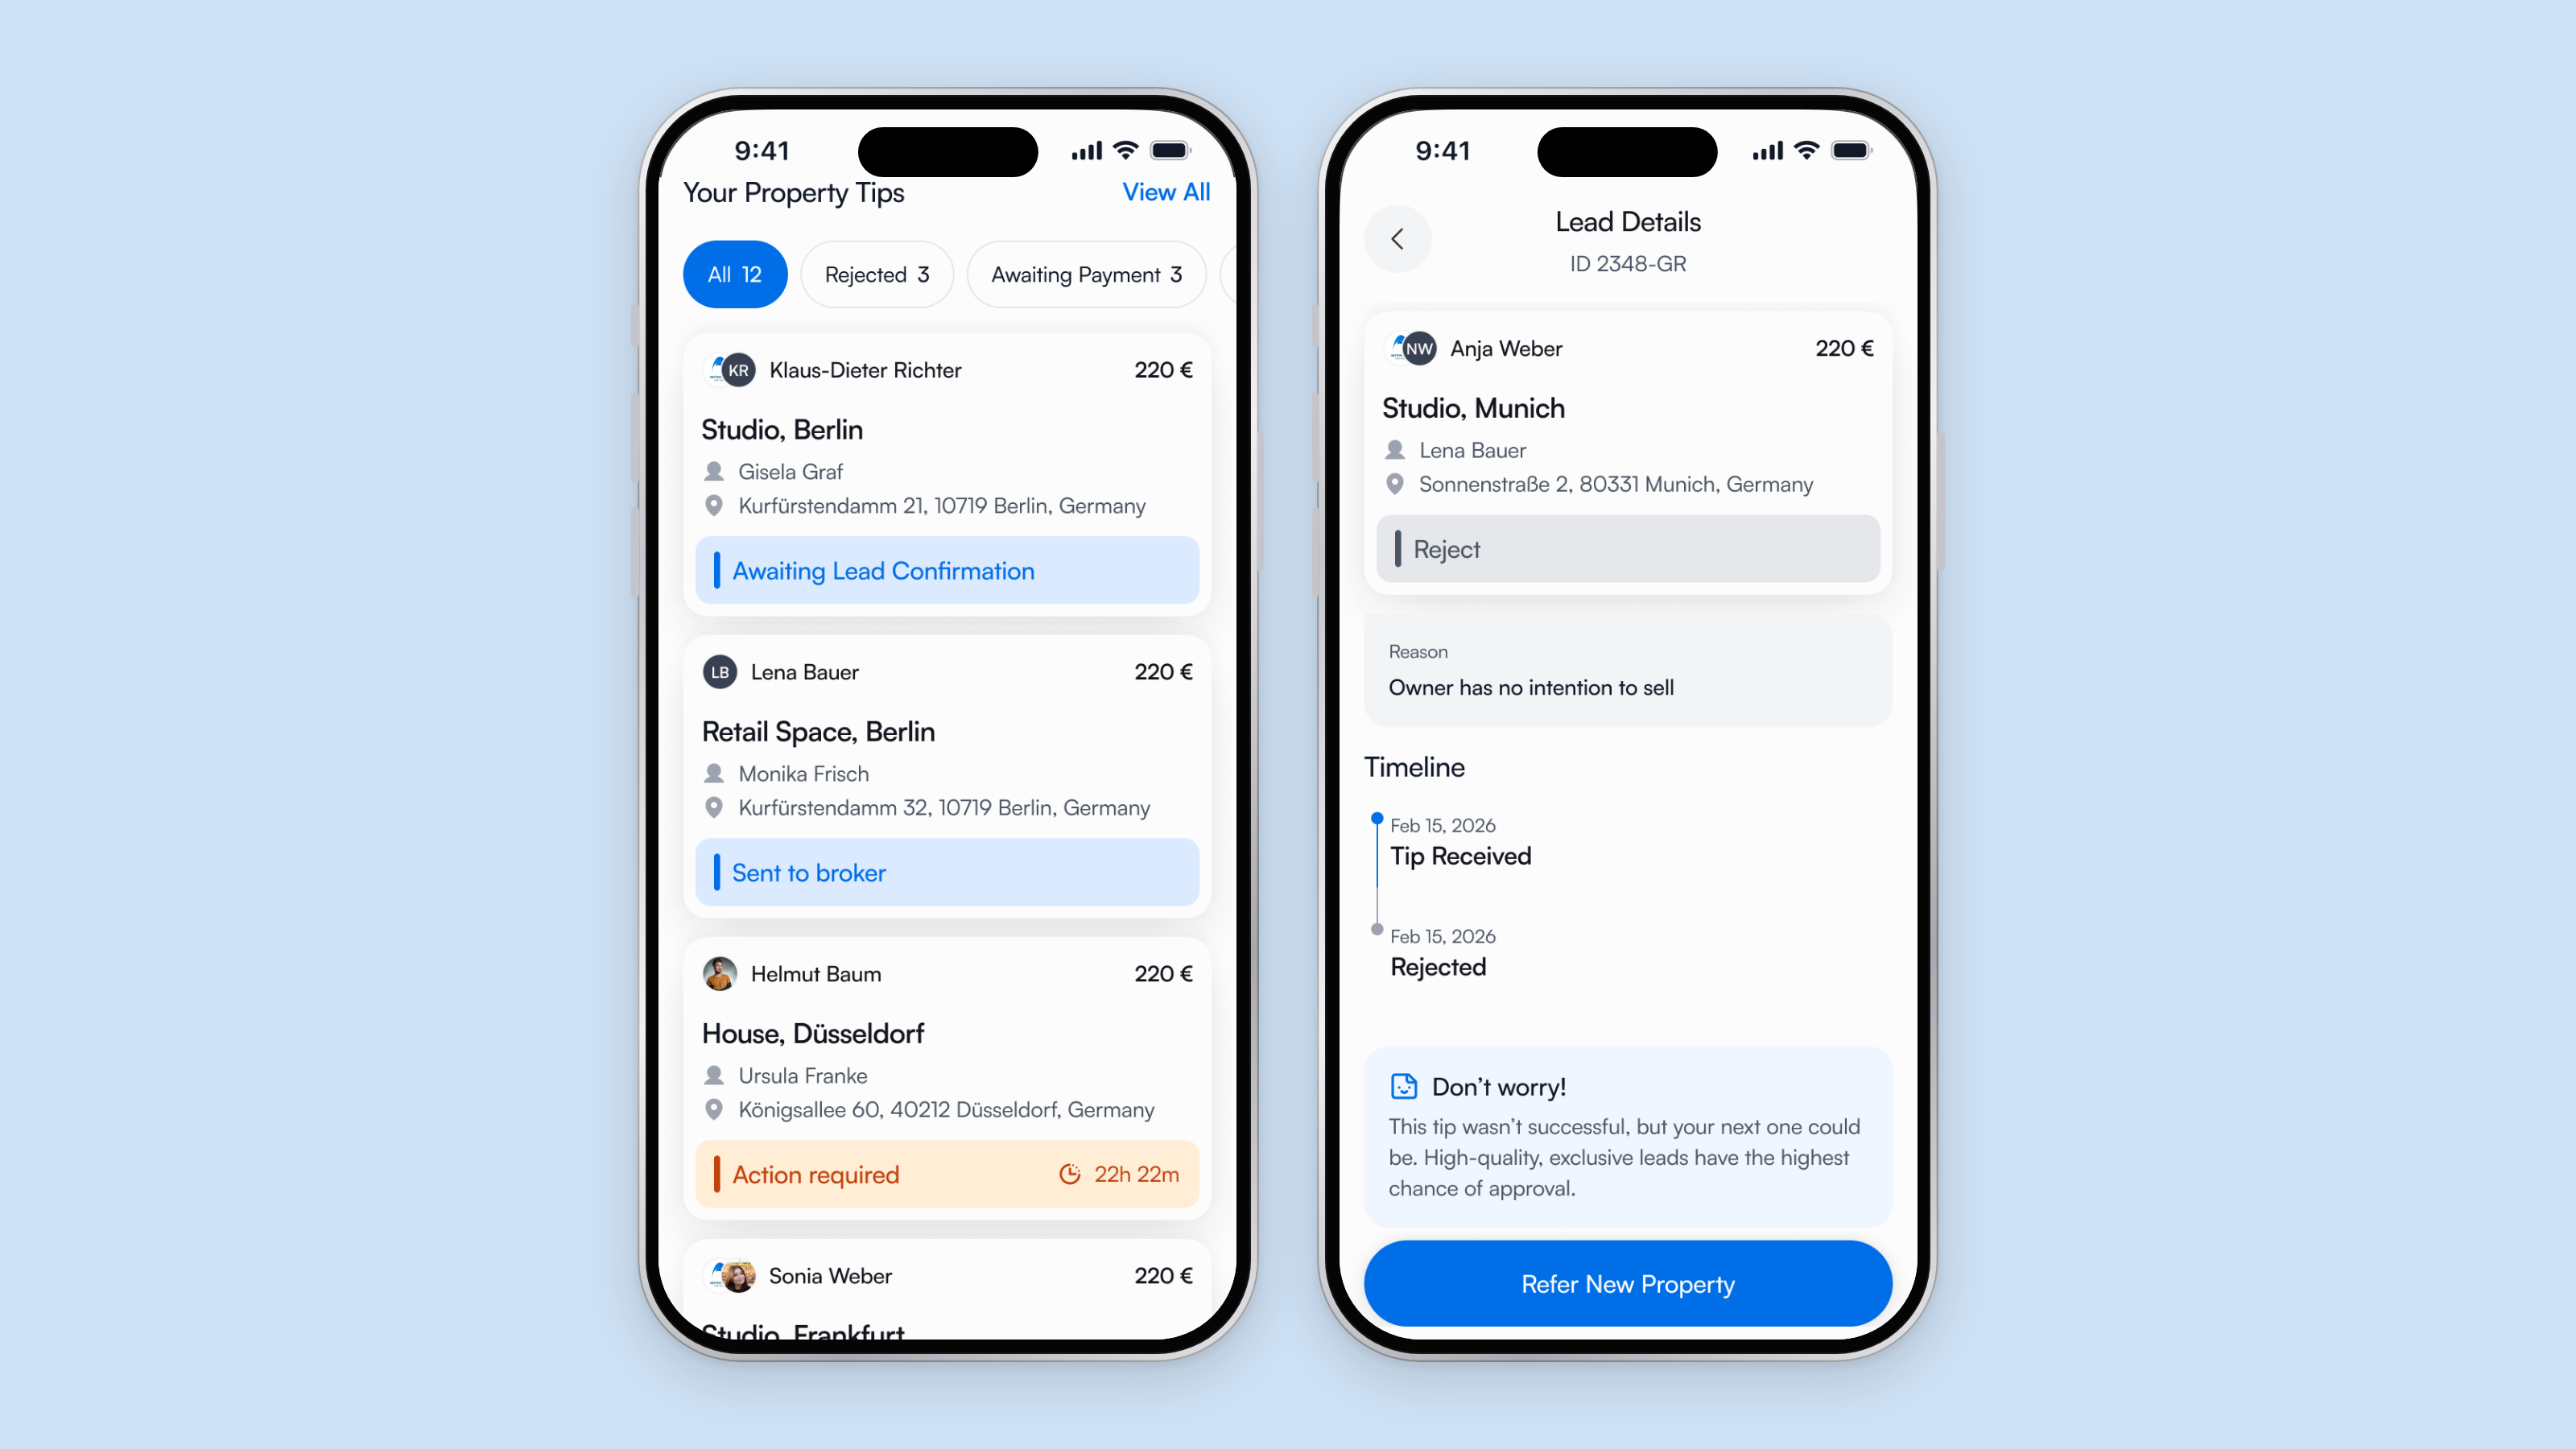 9:41
Your Property Tips
View All
All 12
Rejected 3
Awaiting Payment 3
KR
Klaus-Dieter Richter
220 €
Studio, Berlin
Gisela Graf
Kurfürstendamm 21, 10719 Berlin, Germany
Awaiting Lead Confirmation
LB
Lena Bauer
220 €
Retail Space, Berlin
Monika Frisch
Kurfürstendamm 32, 10719 Berlin, Germany
Sent to broker
Helmut Baum
220 €
House, Düsseldorf
Ursula Franke
Königsallee 60, 40212 Düsseldorf, Germany
Action required
22h 22m
Sonia Weber
220 €
Studio, Frankfurt
9:41
Lead Details
ID 2348-GR
NW
Anja Weber
220 €
Studio, Munich
Lena Bauer
Sonnenstraße 2, 80331 Munich, Germany
Reject
Reason
Owner has no intention to sell
Timeline
Feb 15, 2026
Tip Received
Feb 15, 2026
Rejected
Don’t worry!
This tip wasn’t successful, but your next one could
be. High-quality, exclusive leads have the highest
chance of approval.
Refer New Property